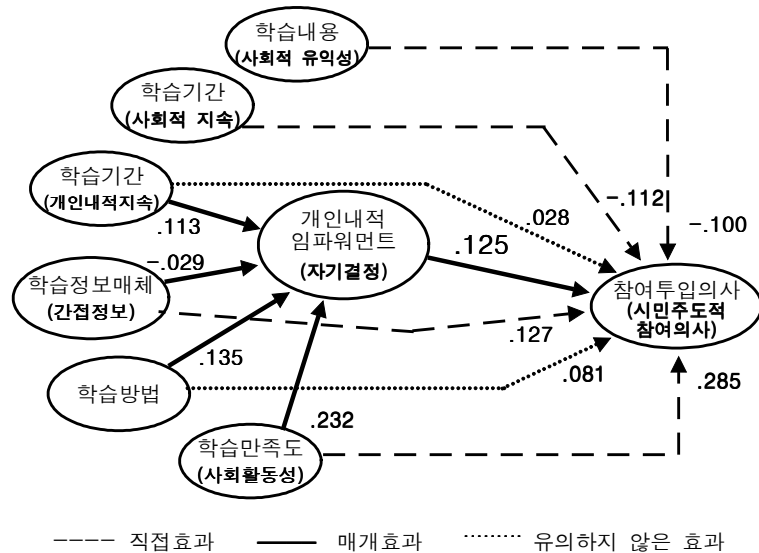 학습내용
(사회적 유익성)
학습기간
(사회적 지속)
학습기간
(개인내적지속)
.113
개인내적
임파워먼트
(자기결정)
.028
-.112
-.100
-.029
.125
학습정보매체
(간접정보)
참여투입의사
(시민주도적
참여의사)
.127
.135
학습방법
.081
.285
.232
학습만족도
(사회활동성)
---- 직접효과 —— 매개효과 ········ 유의하지 않은 효과